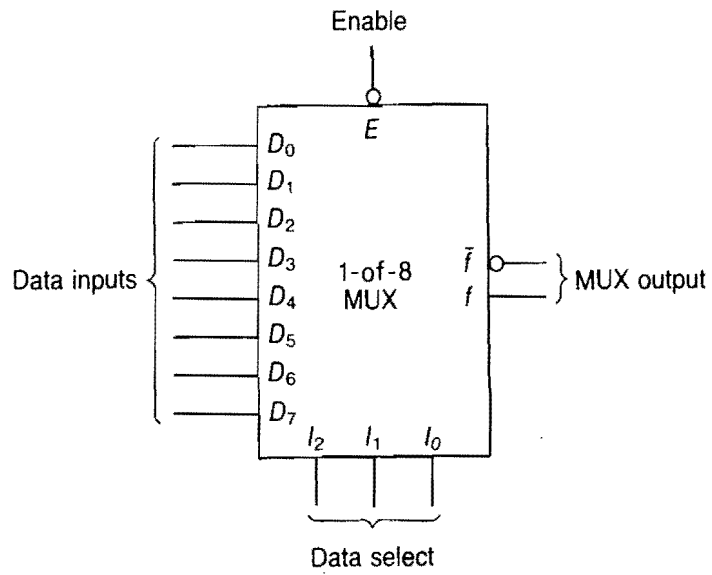 Enable
E
D₀
D₁
D₂
D₃
D₄
D₅
D₆
D₇
Data inputs
1-of-8
MUX
f̄
f
MUX output
I₂ I₁ I₀
Data select